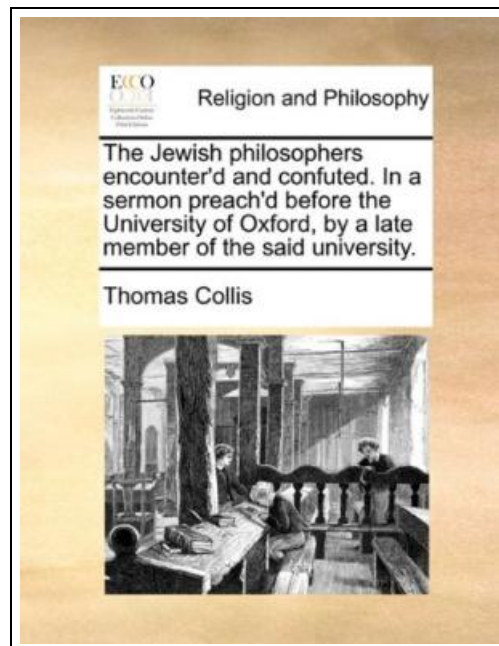 ECCO
Religion and Philosophy
The Jewish philosophers
encounter'd and confuted. In a
sermon preach'd before the
University of Oxford, by a late
member of the said university.
Thomas Collis